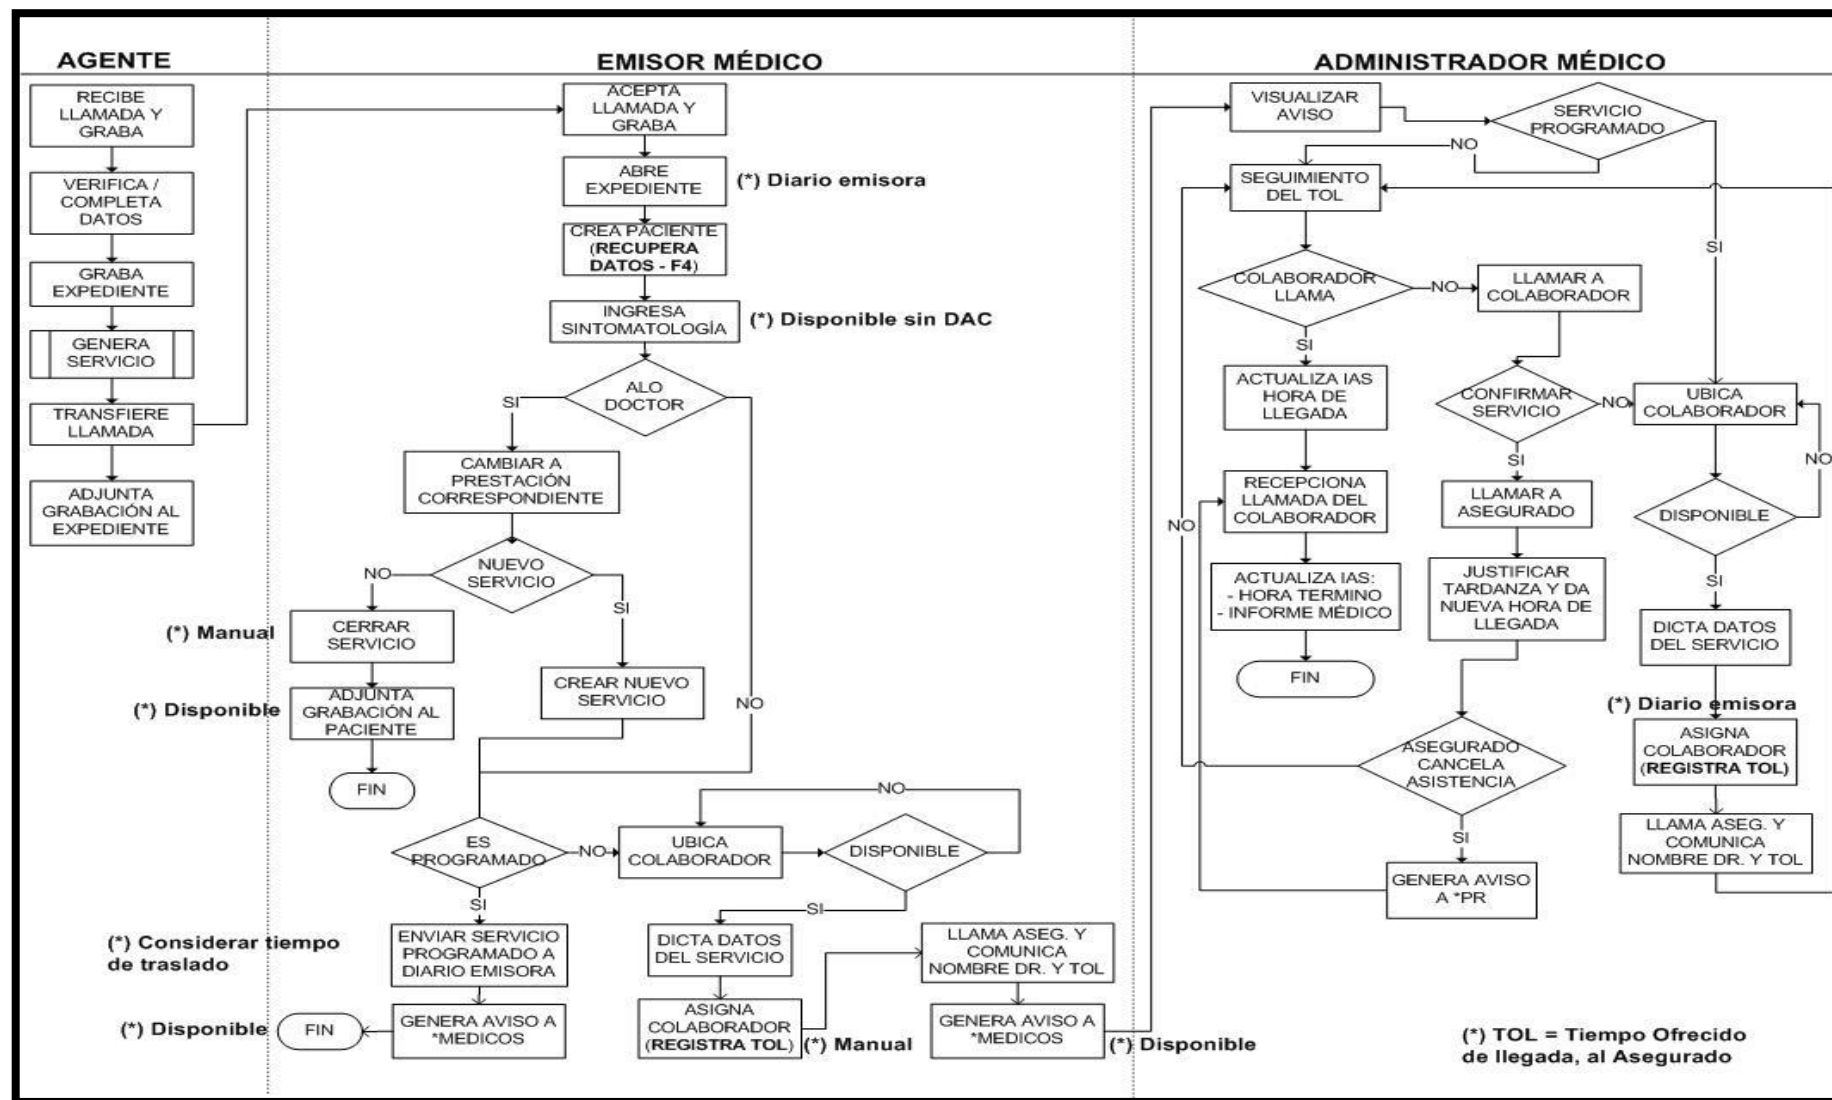 AGENTE
RECIBE
LLAMADA Y
GRABA
VERIFICA /
COMPLETA
DATOS
GRABA
EXPEDIENTE
GENERA
SERVICIO
TRANSFIERE
LLAMADA
ADJUNTA
GRABACIÓN AL
EXPEDIENTE
EMISOR MÉDICO
ACEPTA
LLAMADA Y
GRABA
ABRE
EXPEDIENTE
(*) Diario emisora
CREA PACIENTE
(RECUPERA
DATOS - F4)
INGRESA
SINTOMATOLOGÍA
(*) Disponible sin DAC
ALO
DOCTOR
SI
CAMBIAR A
PRESTACIÓN
CORRESPONDIENTE
NUEVO
SERVICIO
NO
SI
(*) Manual
CERRAR
SERVICIO
CREAR NUEVO
SERVICIO
NO
(*) Disponible
ADJUNTA
GRABACIÓN AL
PACIENTE
FIN
ES
PROGRAMADO
NO
UBICA
COLABORADOR
DISPONIBLE
NO
SI
SI
(*) Considerar tiempo
de traslado
ENVIAR SERVICIO
PROGRAMADO A
DIARIO EMISORA
DICTA DATOS
DEL SERVICIO
LLAMA ASEG. Y
COMUNICA
NOMBRE DR. Y TOL
(*) Disponible
FIN
GENERA AVISO A
*MEDICOS
ASIGNA
COLABORADOR
(REGISTRA TOL)
(*) Manual
GENERA AVISO A
*MEDICOS
(*) Disponible
ADMINISTRADOR MÉDICO
VISUALIZAR
AVISO
SERVICIO
PROGRAMADO
NO
SEGUIMIENTO
DEL TOL
SI
COLABORADOR
LLAMA
NO
LLAMAR A
COLABORADOR
SI
ACTUALIZA IAS
HORA DE
LLEGADA
CONFIRMAR
SERVICIO
NO
UBICA
COLABORADOR
SI
NO
RECEPCIONA
LLAMADA DEL
COLABORADOR
LLAMAR A
ASEGURADO
DISPONIBLE
NO
SI
ACTUALIZA IAS:
- HORA TERMINO
- INFORME MÉDICO
JUSTIFICAR
TARDANZA Y DA
NUEVA HORA DE
LLEGADA
DICTA DATOS
DEL SERVICIO
FIN
(*) Diario emisora
ASEGURADO
CANCELA
ASISTENCIA
ASIGNA
COLABORADOR
(REGISTRA TOL)
SI
LLAMA ASEG. Y
COMUNICA
NOMBRE DR. Y TOL
GENERA AVISO
A *PR
(*) TOL = Tiempo Ofrecido
de llegada, al Asegurado